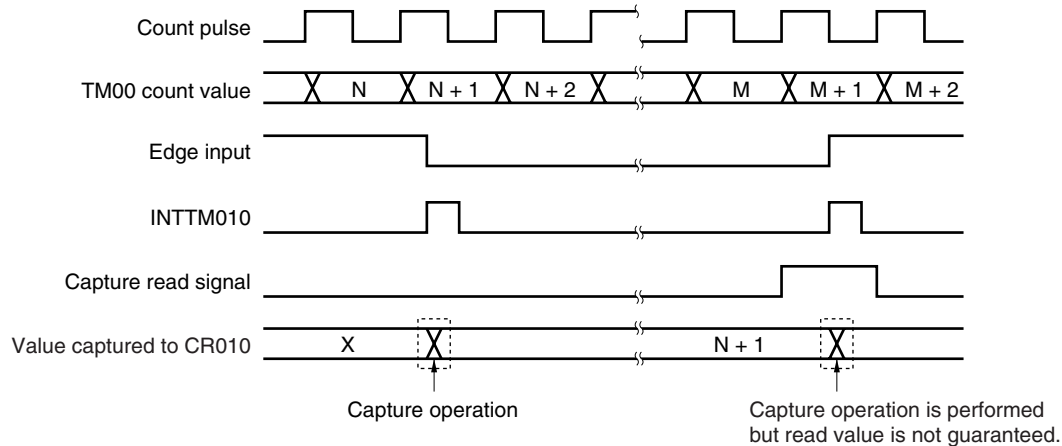 Count pulse
TM00 count value
N N + 1 N + 2 M M + 1 M + 2
Edge input
INTTM010
Capture read signal
Value captured to CR010
X N + 1
Capture operation
Capture operation is performed
but read value is not guaranteed.